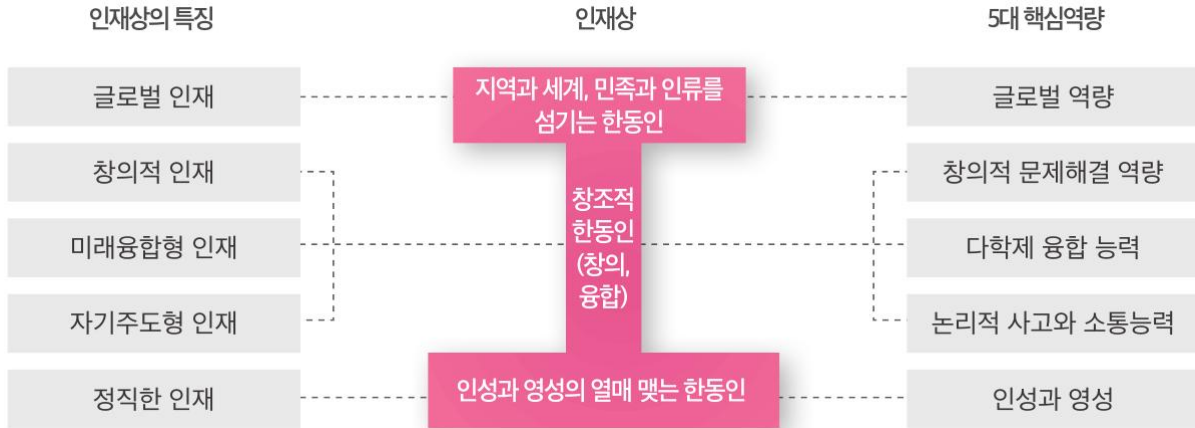 인재상의 특징
인재상
5대 핵심역량
글로벌 인재
지역과 세계, 민족과 인류를
섬기는 한동인
글로벌 역량
창의적 인재
창의적 문제해결 역량
미래융합형 인재
창조적
한동인
(창의,
융합)
다학제 융합 능력
자기주도형 인재
논리적 사고와 소통능력
정직한 인재
인성과 영성의 열매 맺는 한동인
인성과 영성